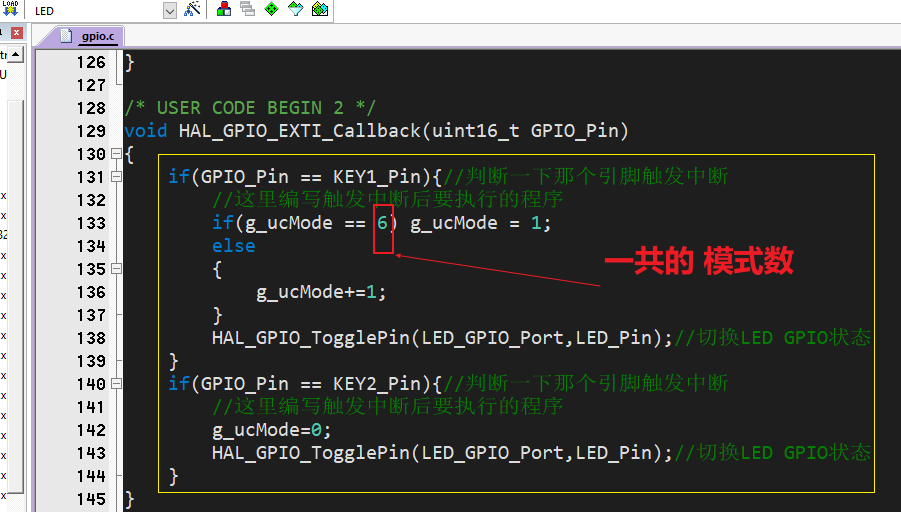 LOAD
LED
gpio.c
126 }
127
128 /* USER CODE BEGIN 2 */
129 void HAL_GPIO_EXTI_Callback(uint16_t GPIO_Pin)
130 {
131 if(GPIO_Pin == KEY1_Pin){//判断一下那个引脚触发中断
132 //这里编写触发中断后要执行的程序
133 if(g_ucMode == 6) g_ucMode = 1;
134 else
一共的 模式数
135 {
136 g_ucMode+=1;
137 }
138 HAL_GPIO_TogglePin(LED_GPIO_Port,LED_Pin);//切换LED GPIO状态
139 }
140 if(GPIO_Pin == KEY2_Pin){//判断一下那个引脚触发中断
141 //这里编写触发中断后要执行的程序
142 g_ucMode=0;
143 HAL_GPIO_TogglePin(LED_GPIO_Port,LED_Pin);//切换LED GPIO状态
144 }
145 }